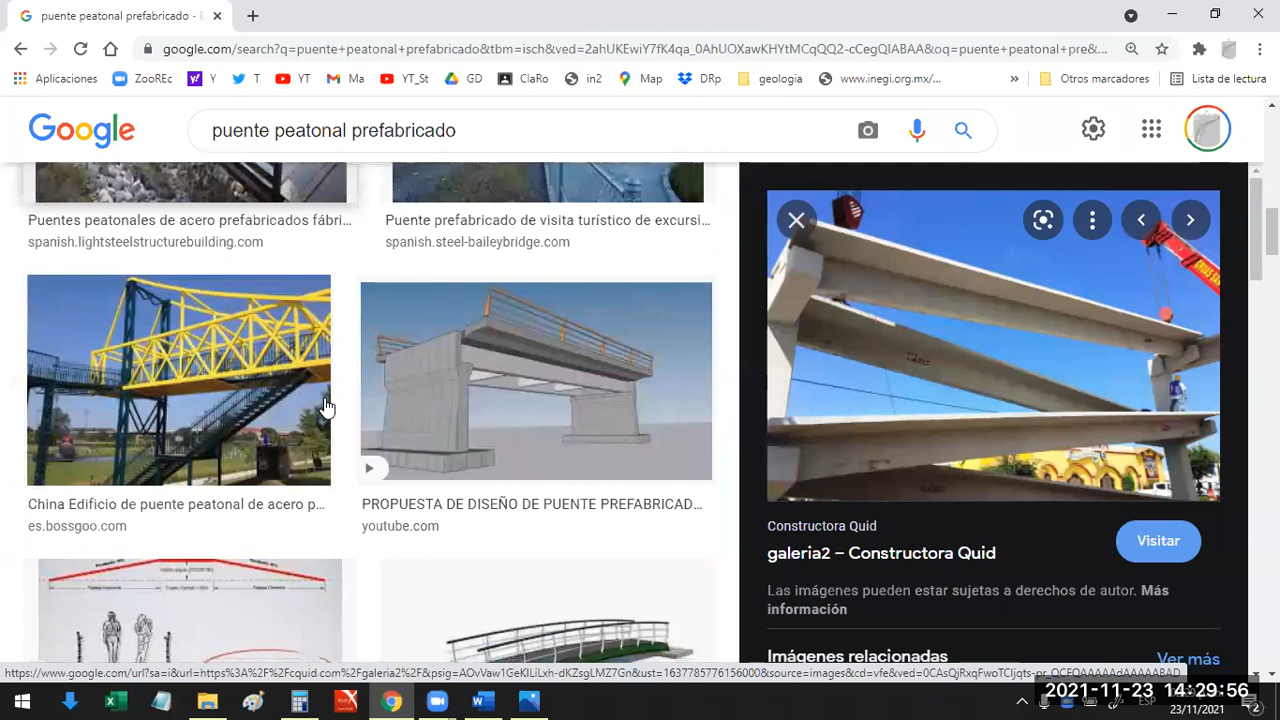 puente peatonal prefabricado - E
google.com/search?q=puente+peatonal+prefabricado&tbm=isch&ved=2ahUKEwiY7fK4qa_0AhUOXawKHYtMCqQQ2-cCegQIABAA&oq=puente+peatonal+pre&...
Aplicaciones ZooREc Y T YT Ma YT_St GD ClaRo in2 Map DRp geologia www.inegi.org.mx/... » Otros marcadores Lista de lectura
Google puente peatonal prefabricado
Puentes peatonales de acero prefabricados fábri...
spanish.lightsteelstructurebuilding.com
Puente prefabricado de visita turístico de excursi...
spanish.steel-baileybridge.com
China Edificio de puente peatonal de acero p...
es.bossgoo.com
PROPUESTA DE DISEÑO DE PUENTE PREFABRICAD...
youtube.com
Constructora Quid
galeria2 – Constructora Quid
Visitar
Las imágenes pueden estar sujetas a derechos de autor. Más
información
Imágenes relacionadas
Ver más
2021-11-23 14:29:56
ESP
23/11/2021
2